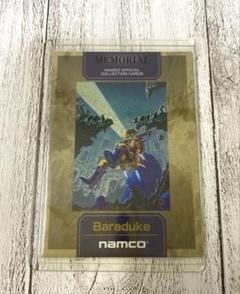 MEMORIAL
NAMCO OFFICIAL
COLLECTION CARDS
Baraduke
namco